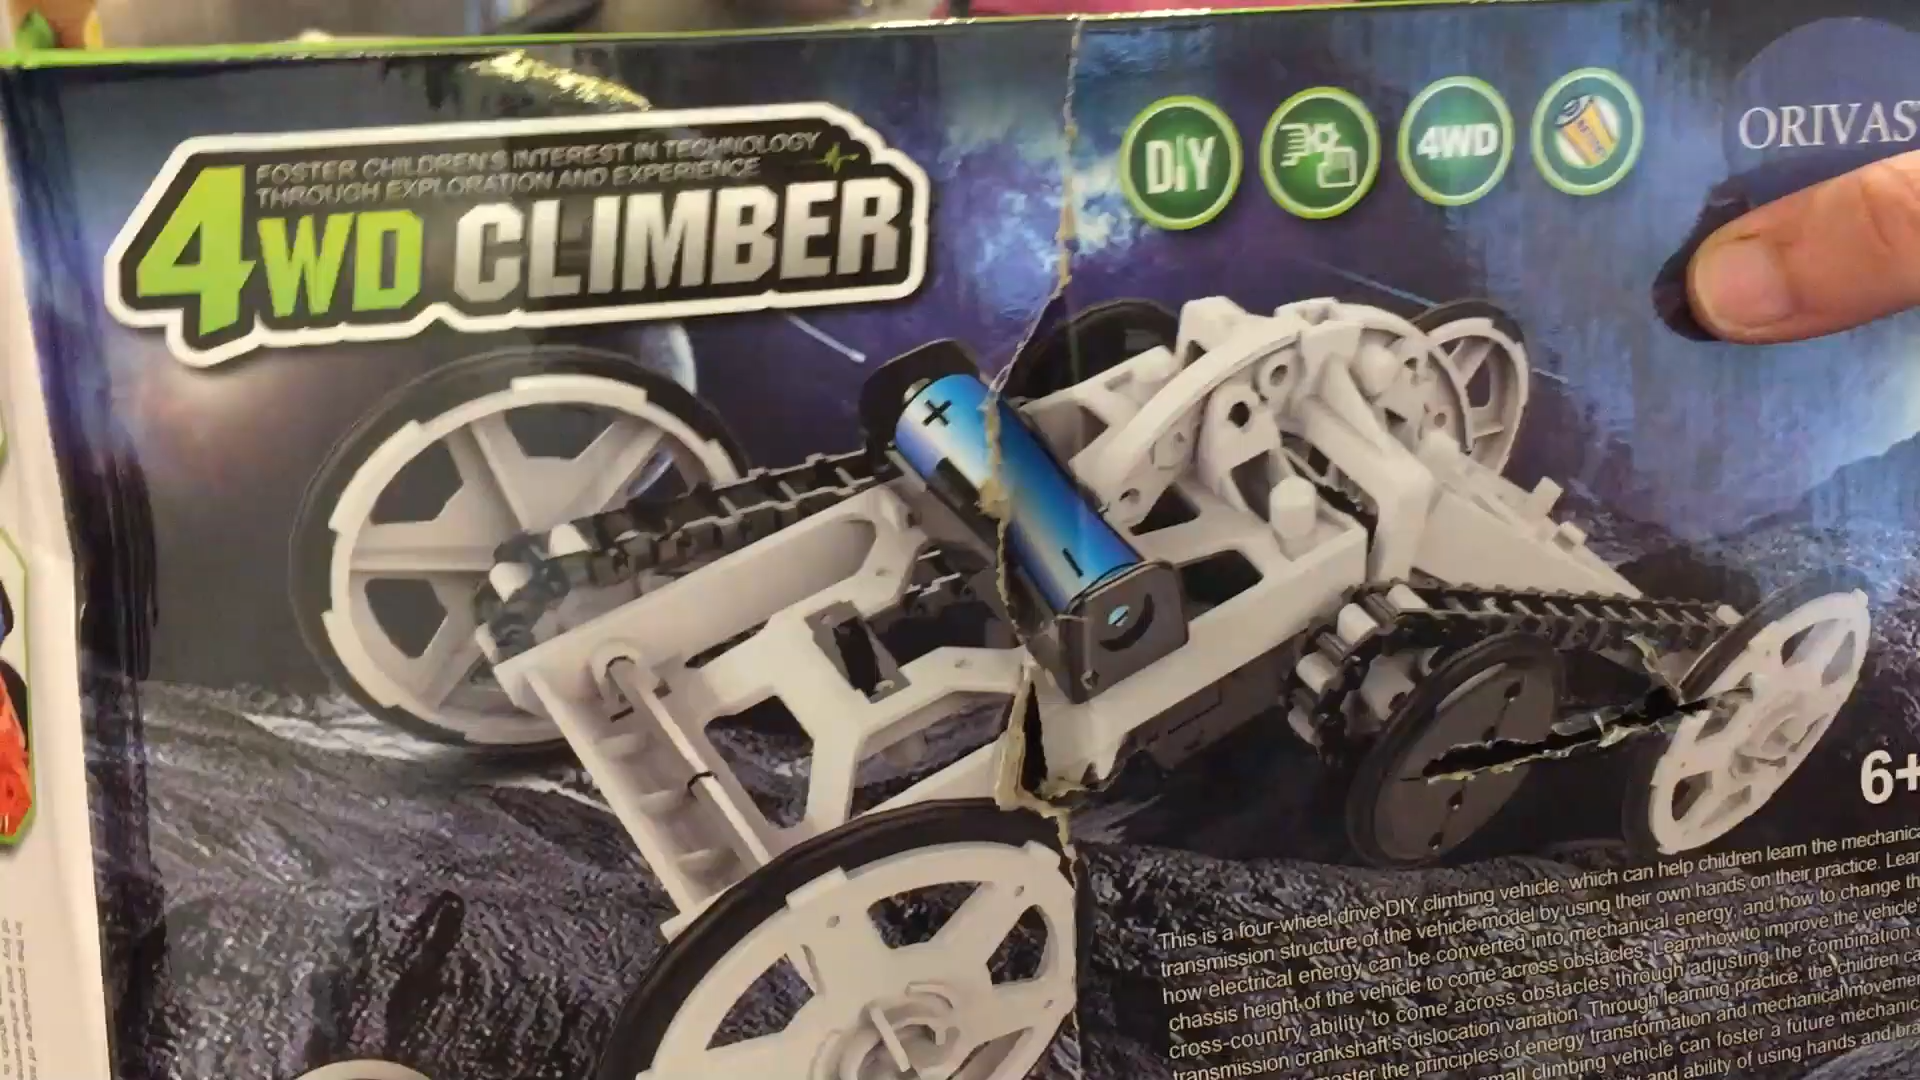 FOSTER CHILDREN'S INTEREST IN TECHNOLOGY
THROUGH EXPLORATION AND EXPERIENCE
4WD CLIMBER
DIY
4WD
ORIVAS
+
-
6+
This is a four-wheel drive DIY climbing vehicle, which can help children learn the mechanica
transmission structure of the vehicle model by using their own hands on their practice. Lear
how electrical energy can be converted into mechanical energy, and how to change th
chassis height of the vehicle to come across obstacles. Learn how to improve the vehicle'
cross-country ability to come across obstacles through adjusting the combination o
transmission crankshaft's dislocation variation. Through learning practice, the children ca
aster the principles of energy transformation and mechanical movemen
mall climbing vehicle can foster a future mechanic
and ability of using hands and bra